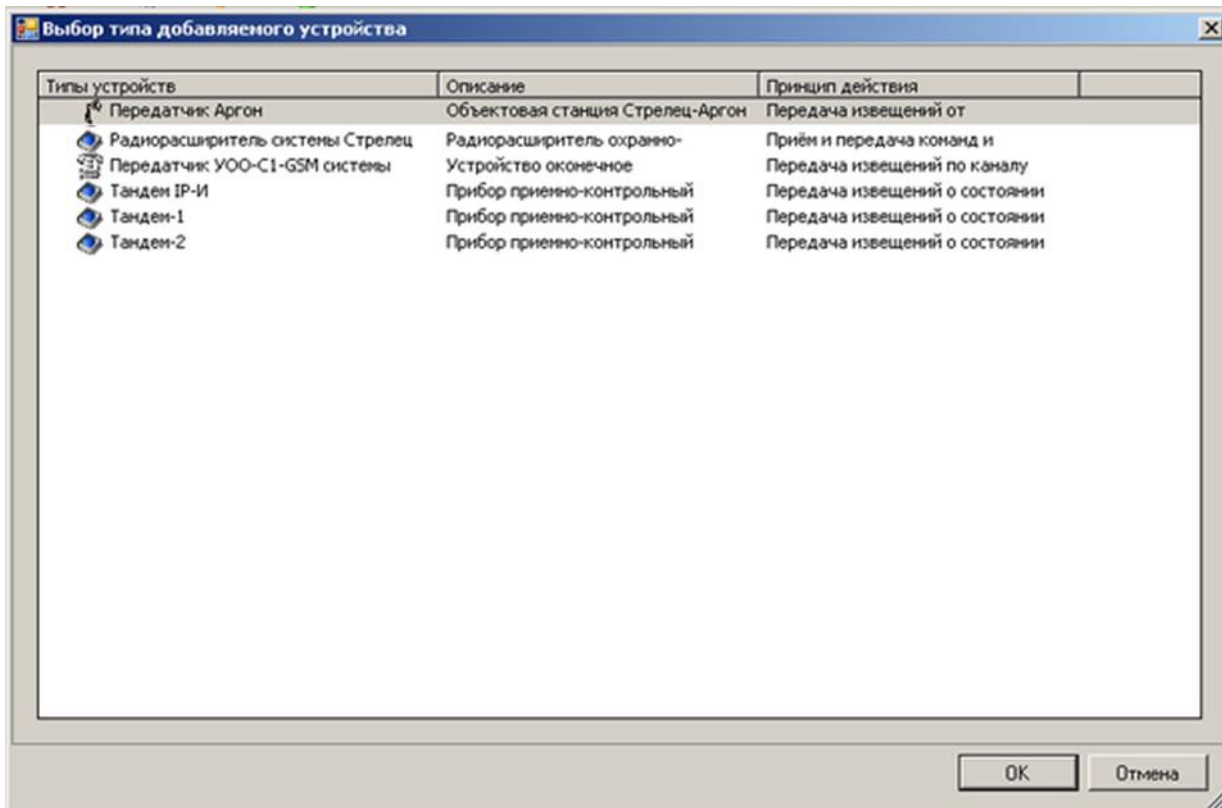 Выбор типа добавляемого устройства
Типы устройств Описание Принцип действия
Передатчик Аргон Объектовая станция Стрелец-Аргон Передача извещений от
Радиорасширитель системы Стрелец Радиорасширитель охранно- Приём и передача команд и
Передатчик УОО-С1-GSM системы Устройство оконечное Передача извещений по каналу
Тандем IP-И Прибор приемно-контрольный Передача извещений о состоянии
Тандем-1 Прибор приемно-контрольный Передача извещений о состоянии
Тандем-2 Прибор приемно-контрольный Передача извещений о состоянии
OK Отмена